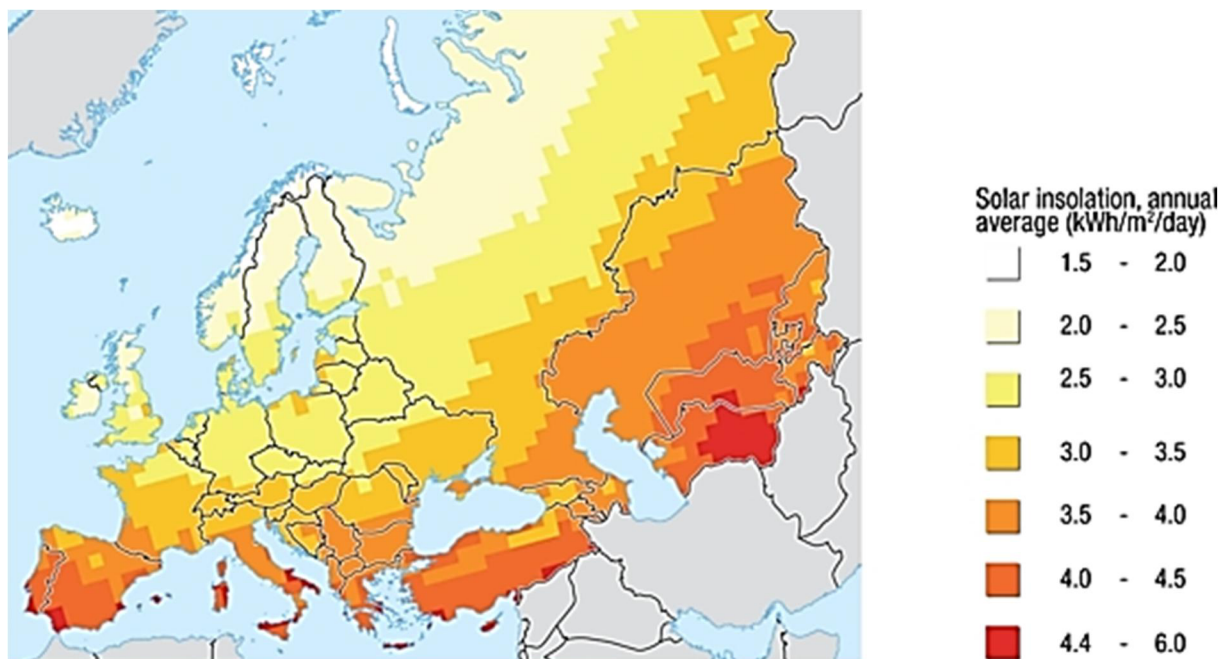 Solar insolation, annual
average (kWh/m²/day)
1.5 - 2.0
2.0 - 2.5
2.5 - 3.0
3.0 - 3.5
3.5 - 4.0
4.0 - 4.5
4.4 - 6.0